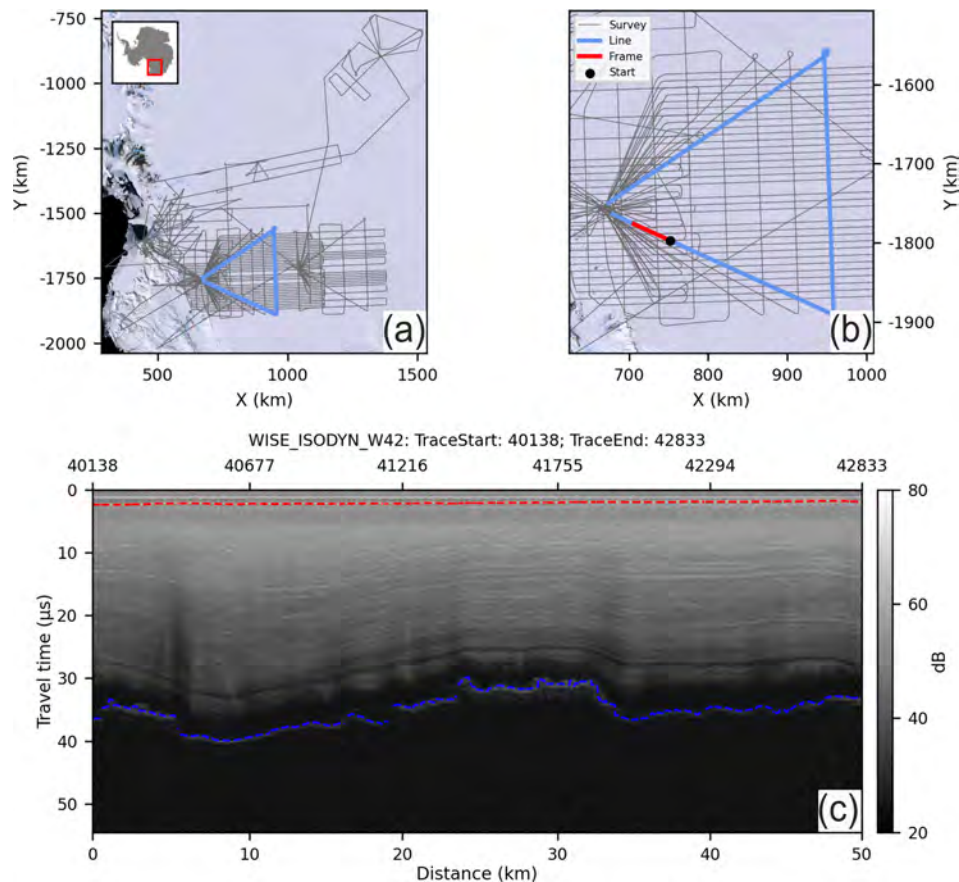 -750
-1000
-1250
-1500
-1750
-2000
Y (km)
500
1000
1500
X (km)
(a)
Survey
Line
Frame
Start
-1600
-1700
-1800
-1900
Y (km)
700
800
900
1000
X (km)
(b)
WISE_ISODYN_W42: TraceStart: 40138; TraceEnd: 42833
40138
40677
41216
41755
42294
42833
0
10
20
30
40
50
Travel time (μs)
0
10
20
30
40
50
Distance (km)
(c)
80
60
40
20
dB